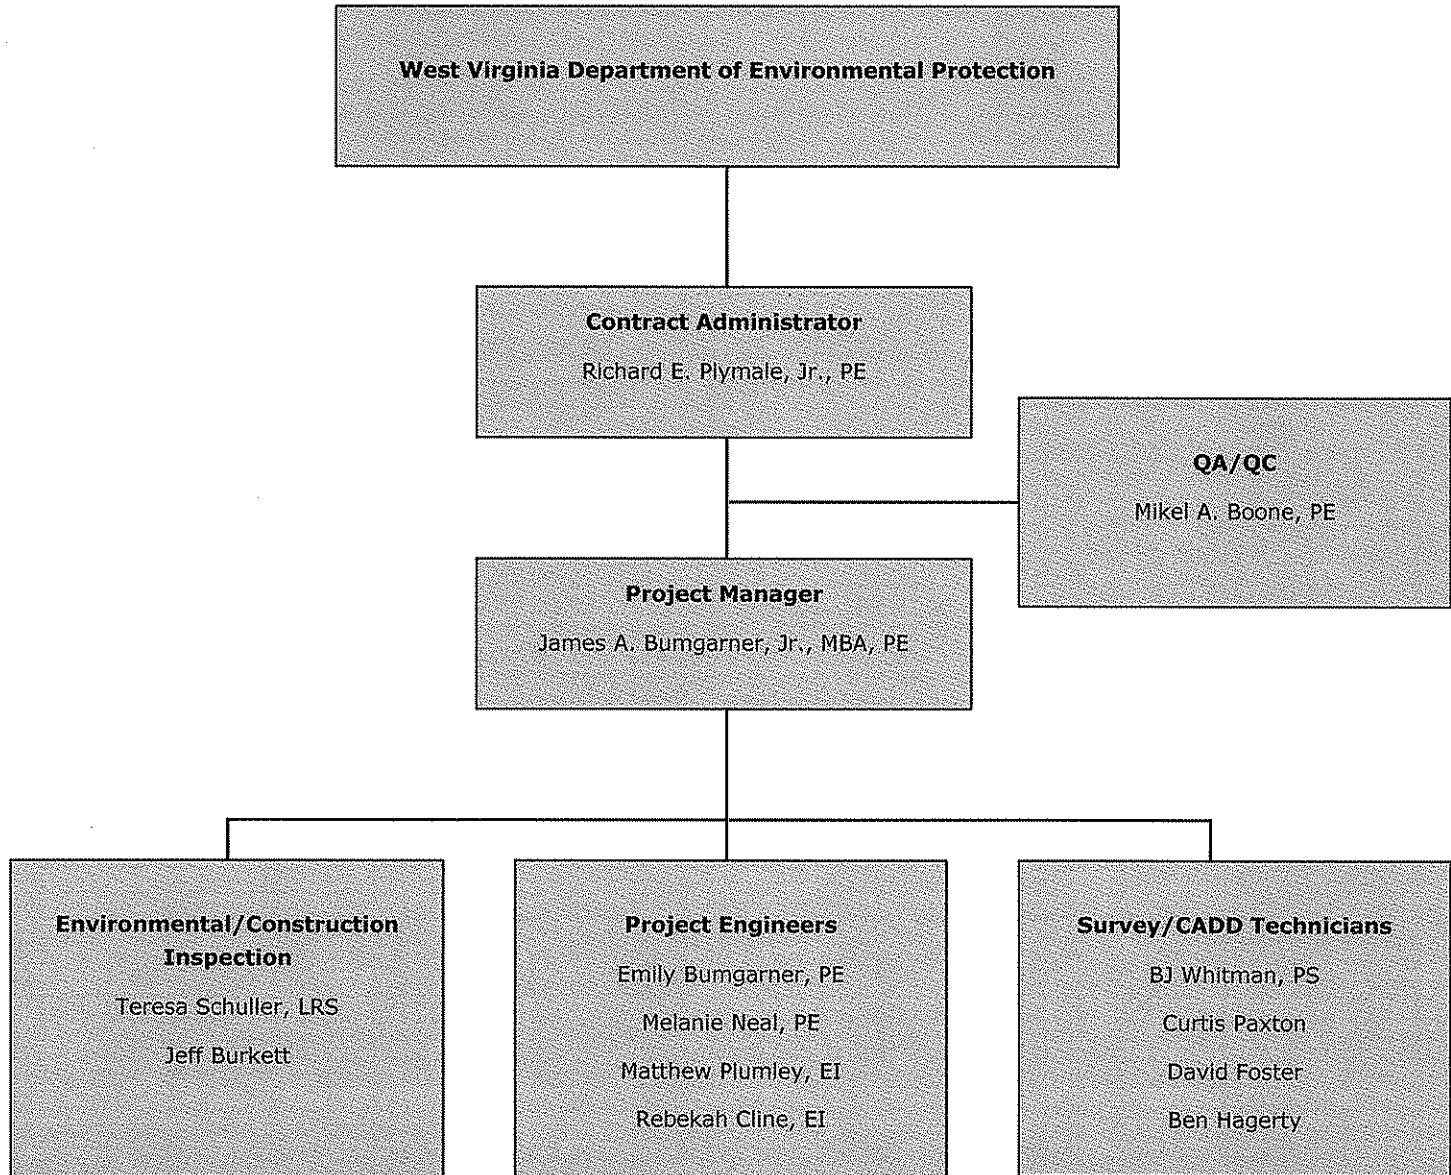 West Virginia Department of Environmental Protection
Contract Administrator
Richard E. Plymale, Jr., PE
QA/QC
Mikel A. Boone, PE
Project Manager
James A. Bumgarner, Jr., MBA, PE
Environmental/Construction
Inspection
Teresa Schuller, LRS
Jeff Burkett
Project Engineers
Emily Bumgarner, PE
Melanie Neal, PE
Matthew Plumley, EI
Rebekah Cline, EI
Survey/CADD Technicians
BJ Whitman, PS
Curtis Paxton
David Foster
Ben Hagerty